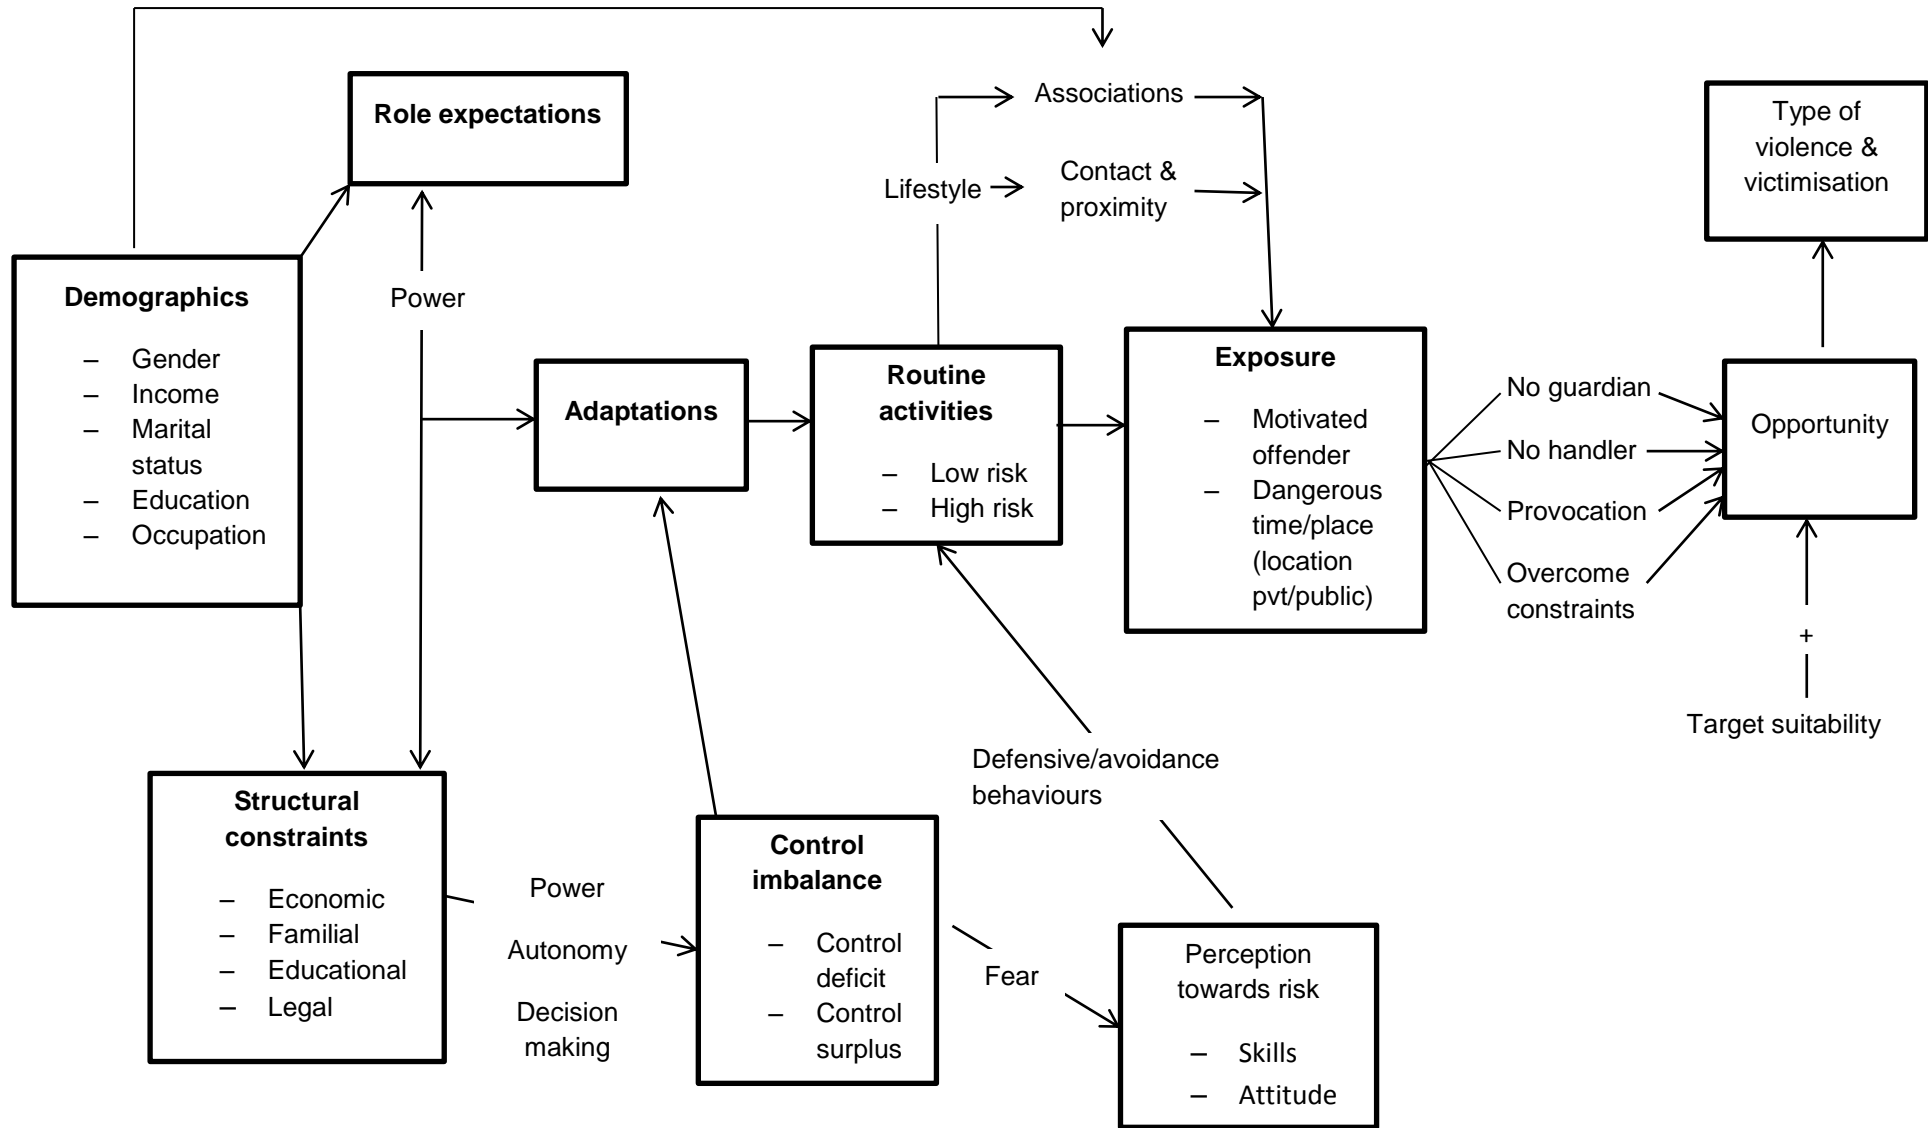 Role expectations
Associations
Type of
violence &
victimisation
Lifestyle
Contact &
proximity
Demographics
– Gender
– Income
– Marital
status
– Education
– Occupation
Power
Adaptations
Routine
activities
– Low risk
– High risk
Exposure
– Motivated
offender
– Dangerous
time/place
(location
pvt/public)
No guardian
No handler
Provocation
Overcome
constraints
Opportunity
+
Target suitability
Structural
constraints
– Economic
– Familial
– Educational
– Legal
Power
Autonomy
Decision
making
Control
imbalance
– Control
deficit
– Control
surplus
Defensive/avoidance
behaviours
Fear
Perception
towards risk
– Skills
– Attitude